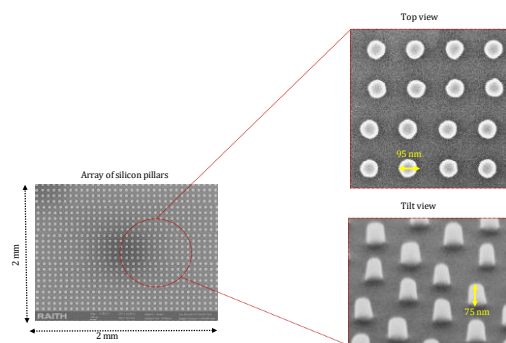 Top view
95 nm
Array of silicon pillars
Tilt view
2 mm
75 nm
RAITH
2 mm